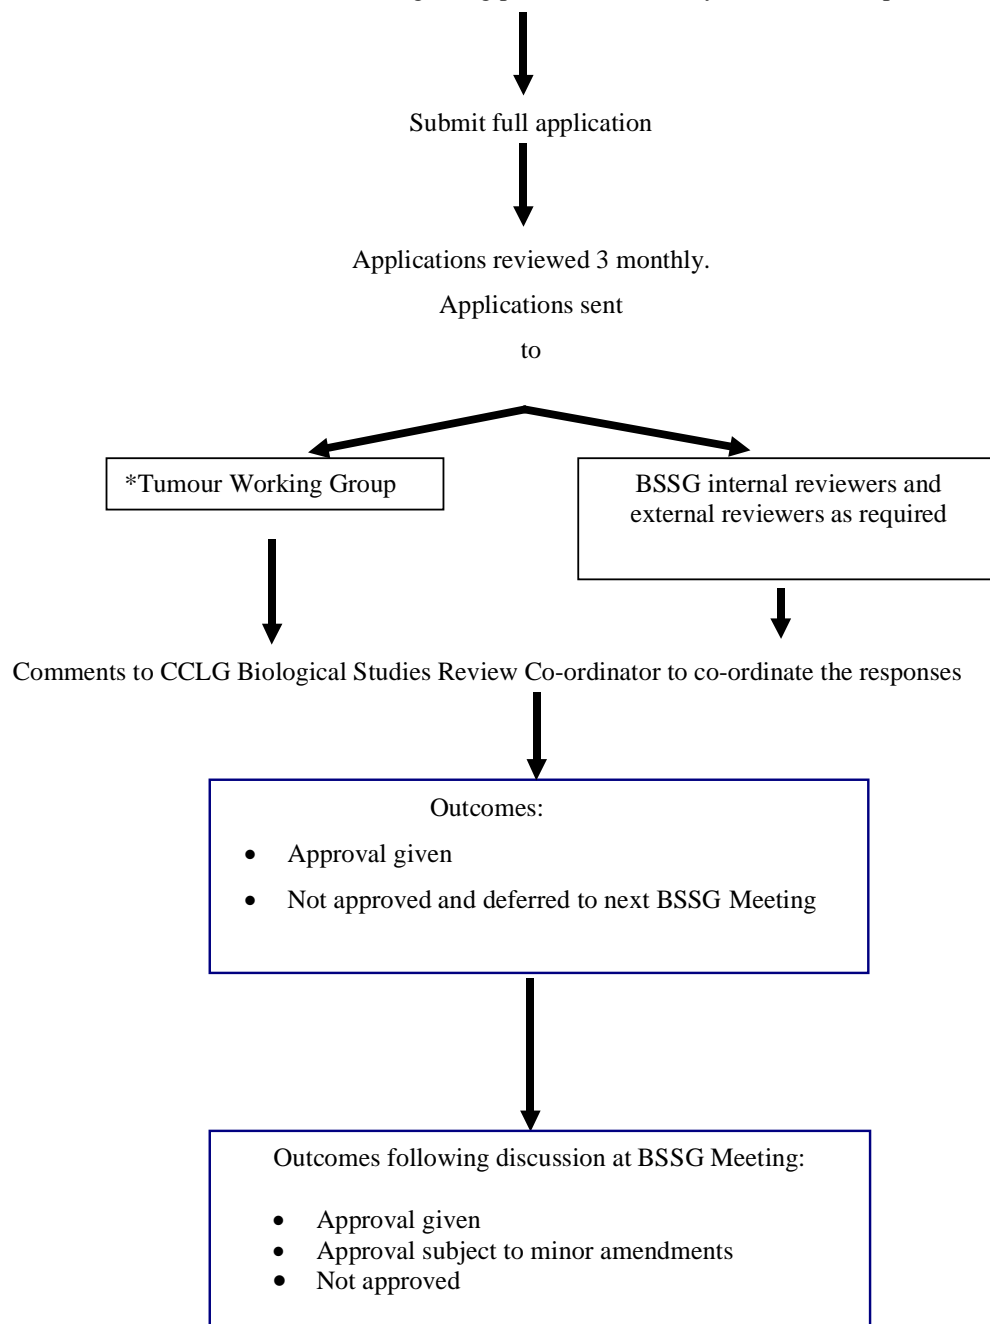 Submit full application
Applications reviewed 3 monthly.
Applications sent
to
*Tumour Working Group
BSSG internal reviewers and
external reviewers as required
Comments to CCLG Biological Studies Review Co-ordinator to co-ordinate the responses
Outcomes:
• Approval given
• Not approved and deferred to next BSSG Meeting
Outcomes following discussion at BSSG Meeting:
• Approval given
• Approval subject to minor amendments
• Not approved